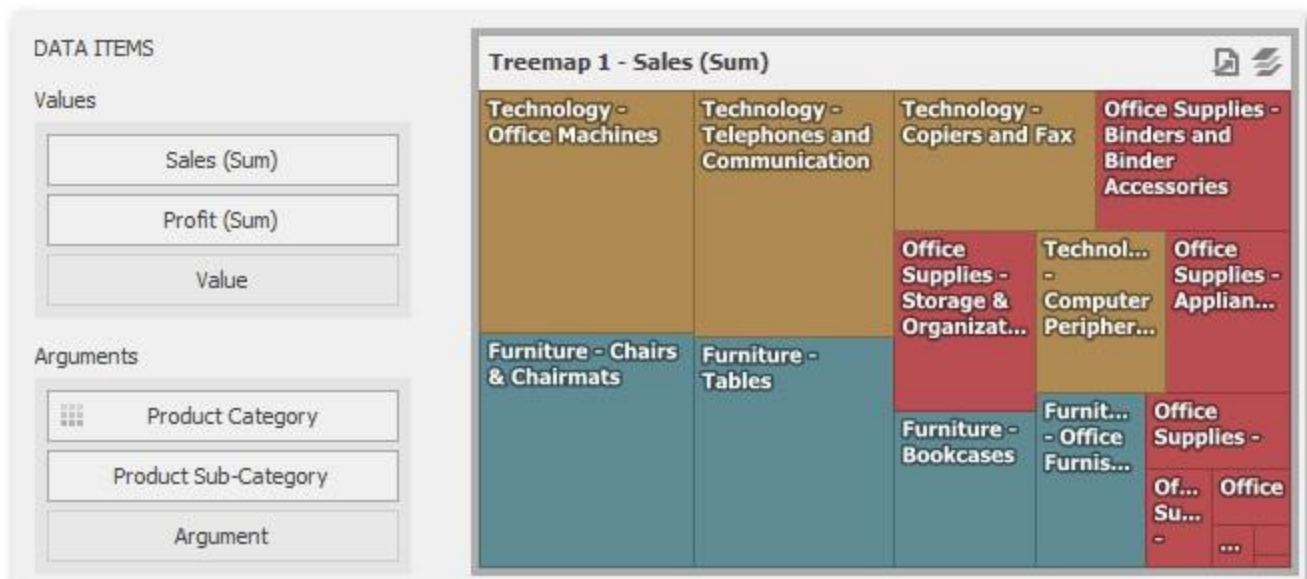 DATA ITEMS
Values
Sales (Sum)
Profit (Sum)
Value
Arguments
Product Category
Product Sub-Category
Argument
Treemap 1 - Sales (Sum)
Technology -
Office Machines
Technology -
Telephones and
Communication
Technology -
Copiers and Fax
Office Supplies -
Binders and
Binder
Accessories
Office
Supplies -
Storage &
Organizat...
Technol...
-
Computer
Peripher...
Office
Supplies -
Applian...
Furniture - Chairs
& Chairmats
Furniture -
Tables
Furniture -
Bookcases
Furnit...
- Office
Furnis...
Office
Supplies -
Of...
Su...
-
Office
...